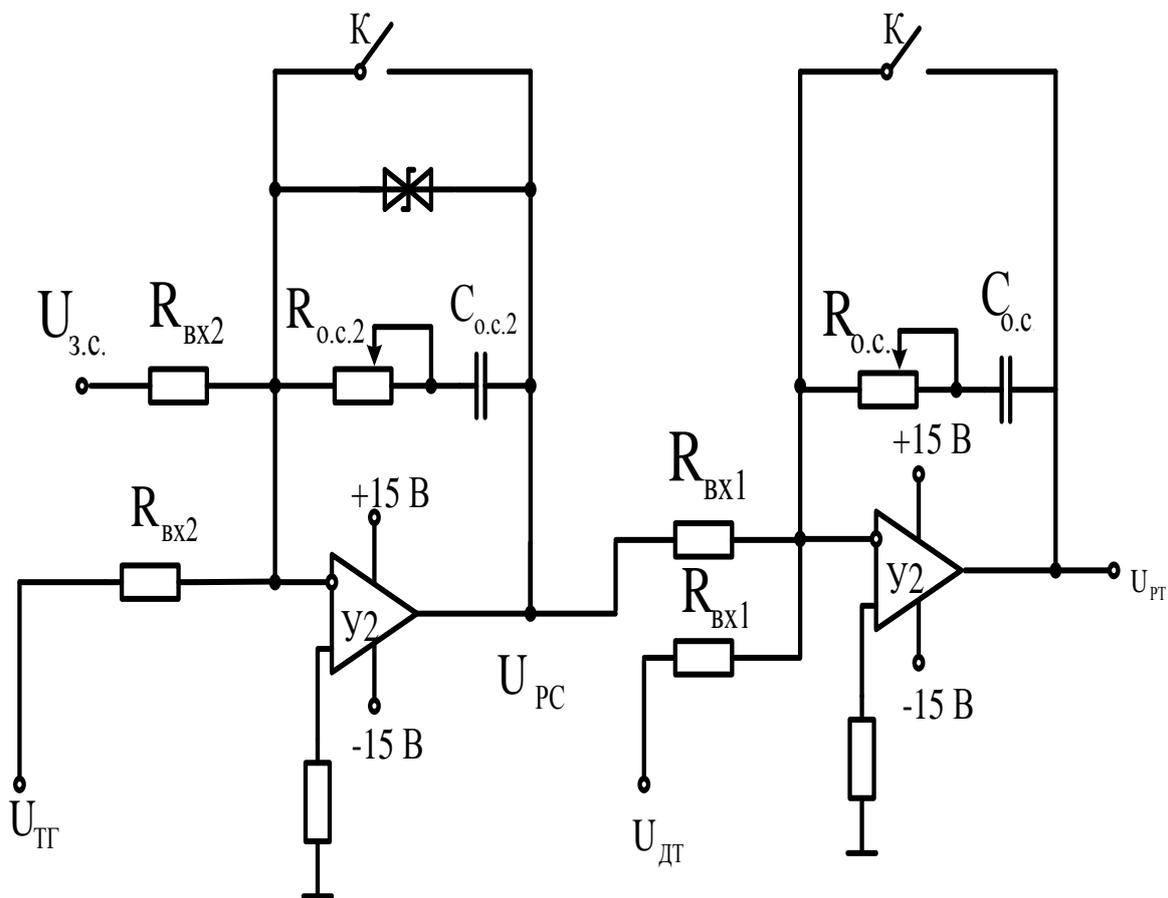 К
К
U з.с.
R вх2
R о.с.2
C о.с.2
R о.с.
C о.с
+15 В
R вх2
+15 В
R вх1
У2
U РТ
R вх1
У2
U РС
-15 В
-15 В
U ТГ
U ДТ